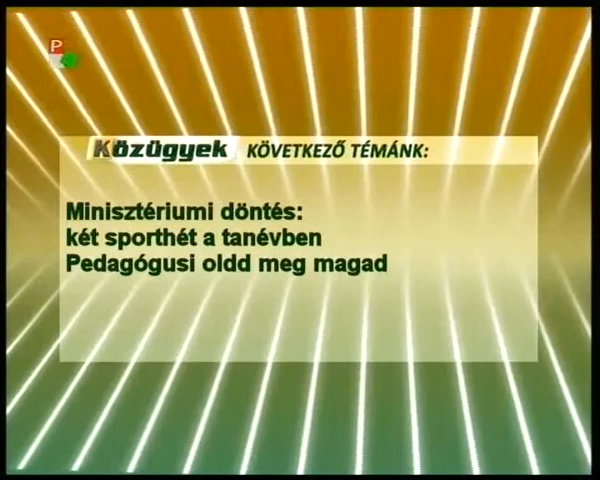 P
Közügyek KÖVETKEZŐ TÉMÁNK:
Minisztériumi döntés:
két sporthét a tanévben
Pedagógusi oldd meg magad